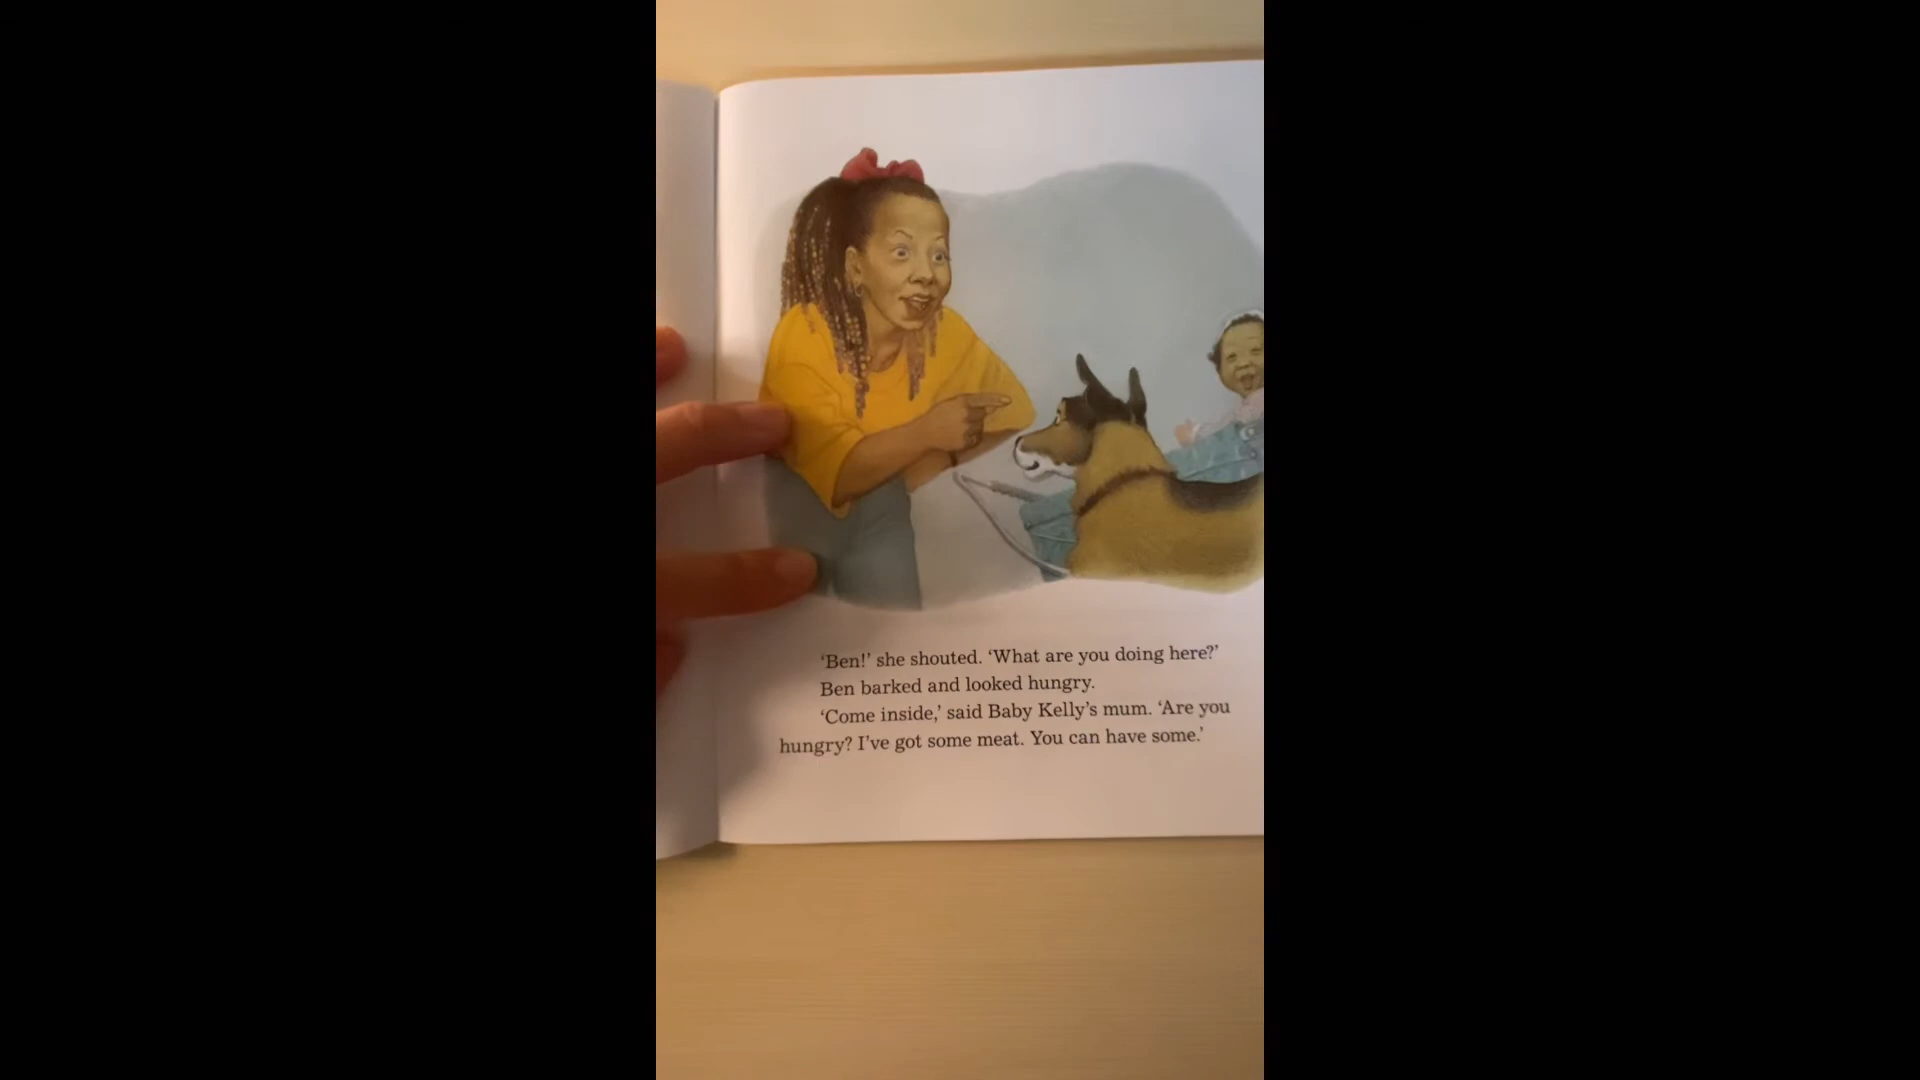 ‘Ben!’ she shouted. ‘What are you doing here?’
Ben barked and looked hungry.
‘Come inside,’ said Baby Kelly’s mum. ‘Are you
hungry? I’ve got some meat. You can have some.’